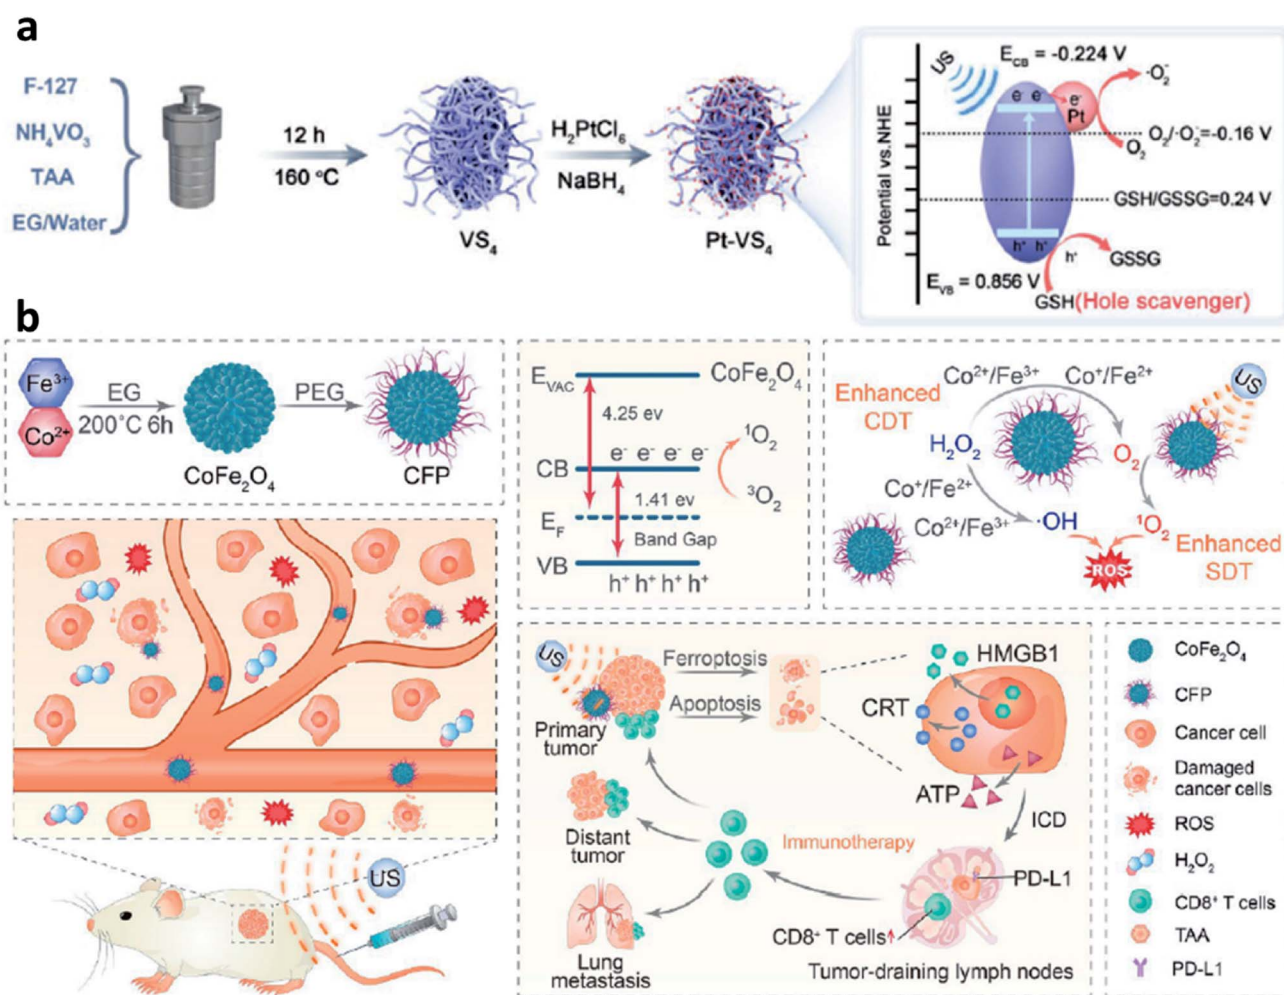 a
F-127
NH₄VO₃
TAA
EG/Water
12 h
160 °C
VS₄
H₂PtCl₆
NaBH₄
Pt-VS₄
Potential vs.NHE
US
E_CB = -0.224 V
e⁻ e⁻
e⁻
Pt
·O₂⁻
O₂/·O₂⁻=-0.16 V
O₂
GSH/GSSG=0.24 V
h⁺ h⁺
h⁺
GSSG
E_VB = 0.856 V
GSH(Hole scavenger)
b
Fe³⁺
Co²⁺
EG
200°C 6h
CoFe₂O₄
PEG
CFP
E_VAC
CoFe₂O₄
4.25 ev
CB
e⁻ e⁻ e⁻ e⁻
¹O₂
³O₂
1.41 ev
E_F
Band Gap
VB
h⁺ h⁺ h⁺ h⁺
Enhanced
CDT
Co²⁺/Fe³⁺
Co⁺/Fe²⁺
US
H₂O₂
O₂
Co⁺/Fe²⁺
Co²⁺/Fe³⁺
·OH
¹O₂
ROS
Enhanced
SDT
US
US
Primary
tumor
Ferroptosis
Apoptosis
HMGB1
CRT
ATP
ICD
Distant
tumor
Immunotherapy
PD-L1
CD8⁺ T cells↑
Lung
metastasis
Tumor-draining lymph nodes
CoFe₂O₄
CFP
Cancer cell
Damaged
cancer cells
ROS
H₂O₂
CD8⁺ T cells
TAA
PD-L1